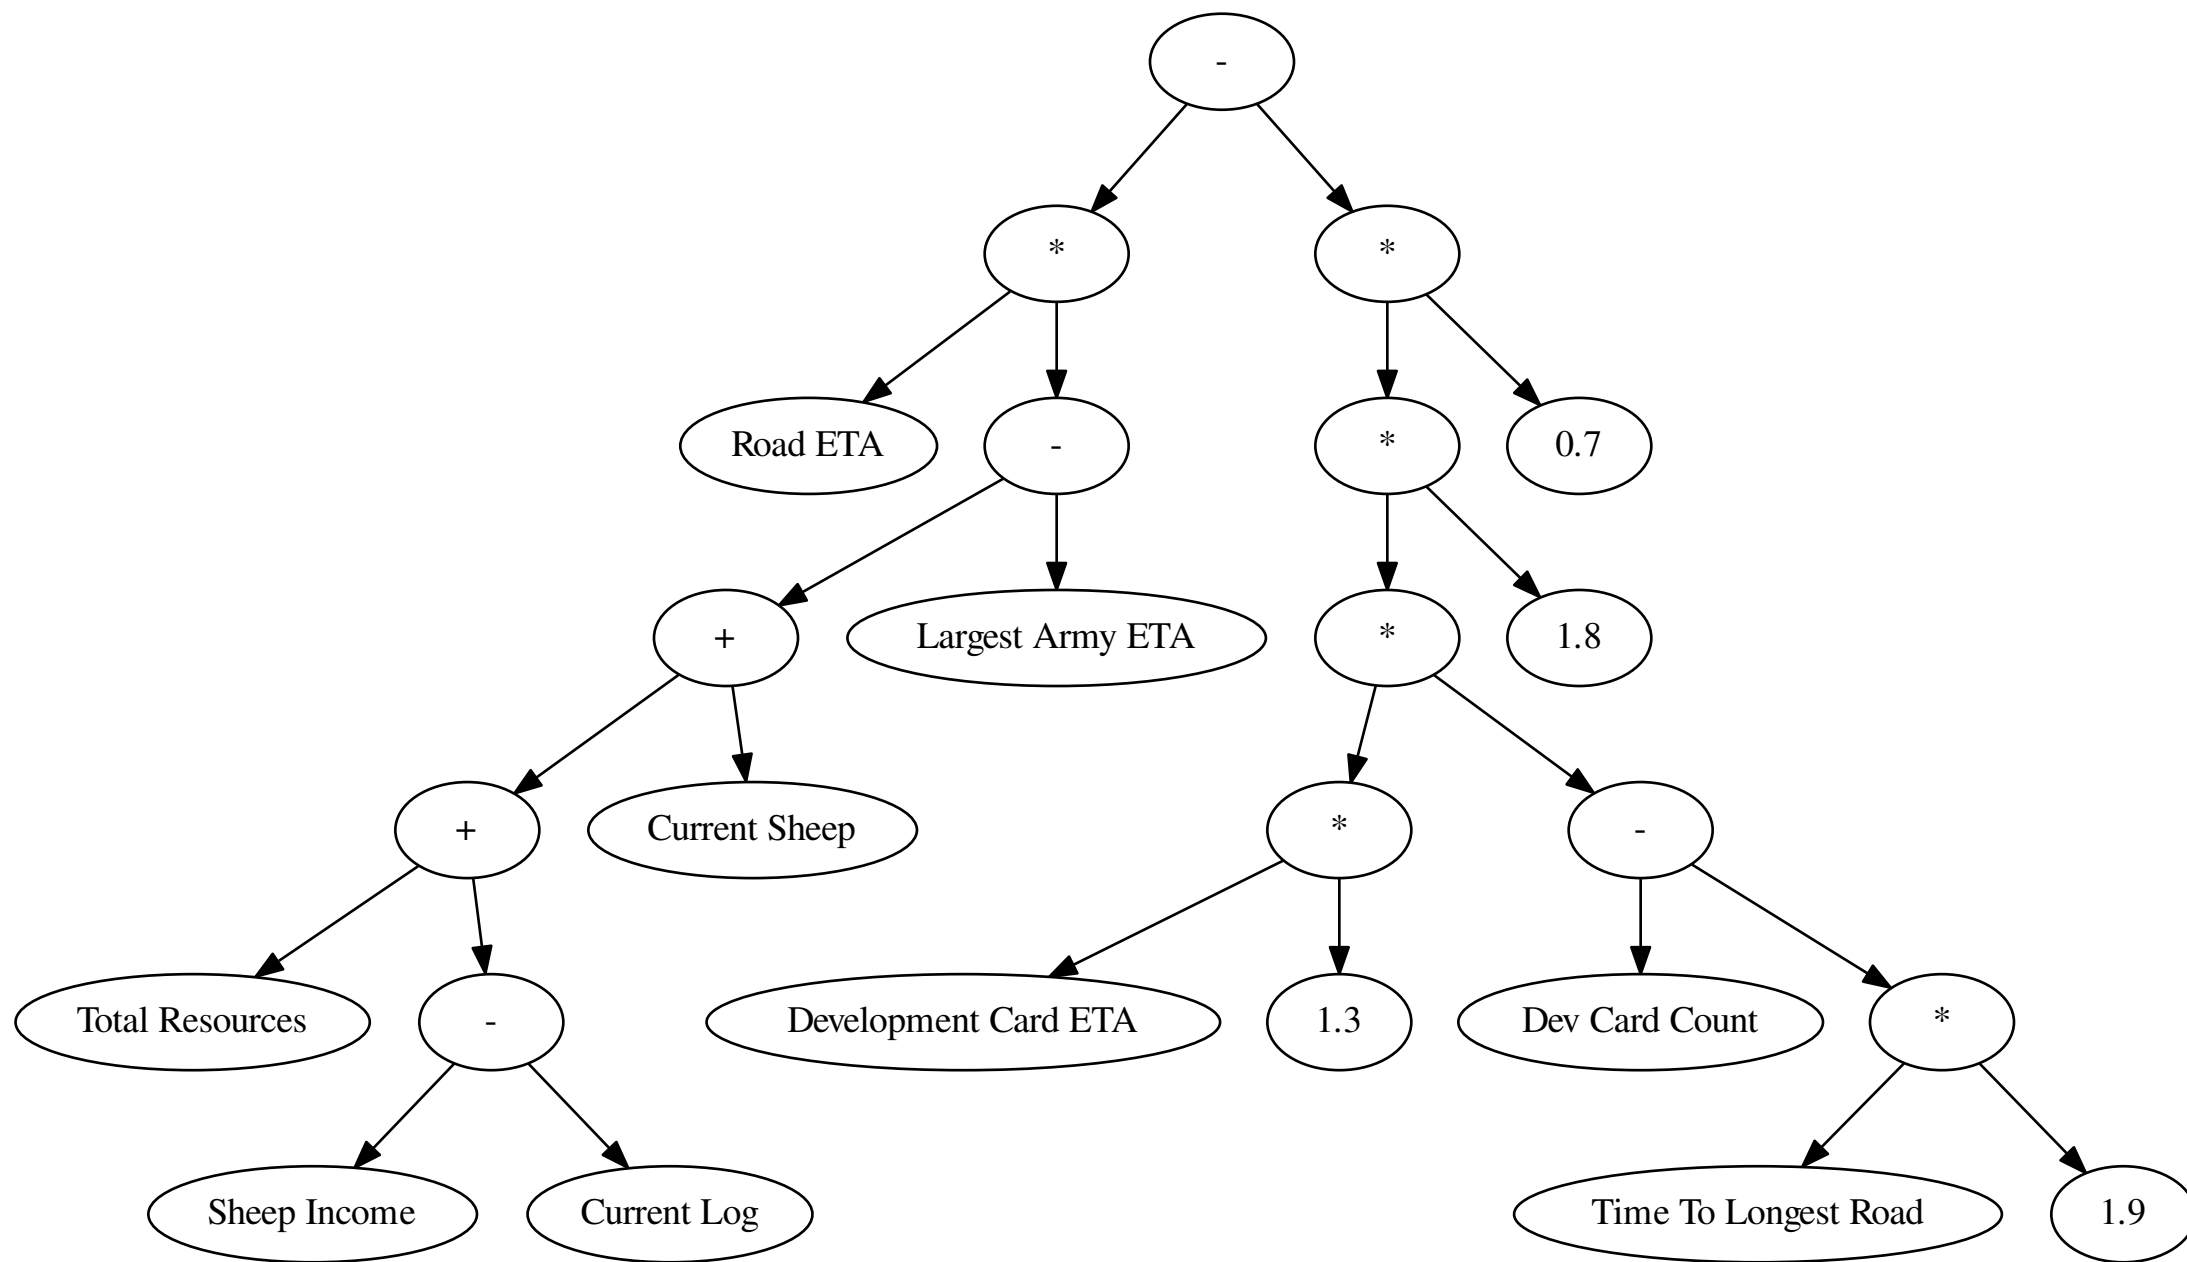 -
*
*
Road ETA
-
*
0.7
+
Largest Army ETA
*
1.8
+
Current Sheep
*
-
Total Resources
-
Development Card ETA
1.3
Dev Card Count
*
Sheep Income
Current Log
Time To Longest Road
1.9